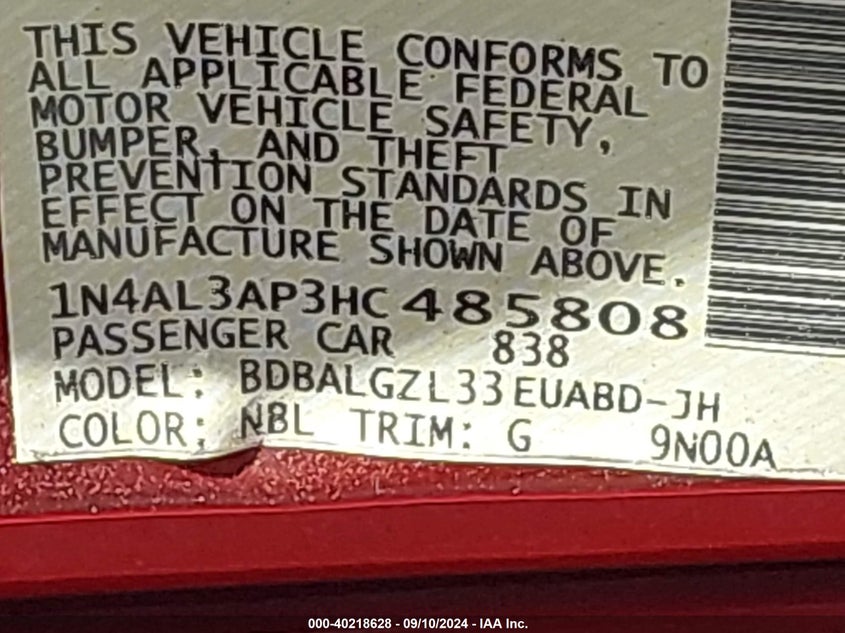 THIS VEHICLE CONFORMS TO
ALL APPLICABLE FEDERAL
MOTOR VEHICLE SAFETY,
BUMPER, AND THEFT
PREVENTION STANDARDS IN
EFFECT ON THE DATE OF
MANUFACTURE SHOWN ABOVE.
1N4AL3AP3HC485808
PASSENGER CAR 838
MODEL: BDBALGZL33EUABD-JH
COLOR: NBL TRIM: G 9N00A
000-40218628 - 09/10/2024 - IAA Inc.